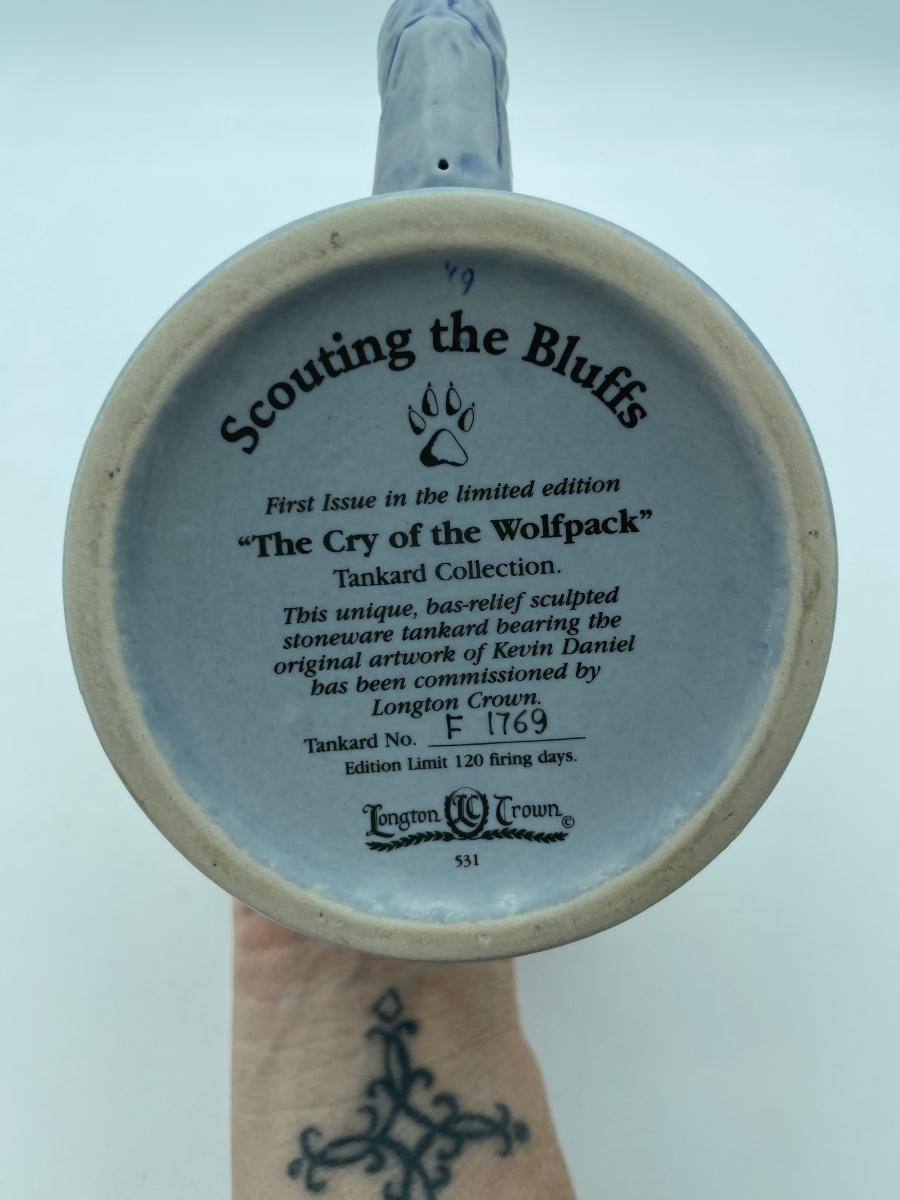 '19
Scouting the Bluffs
First Issue in the limited edition
“The Cry of the Wolfpack”
Tankard Collection.
This unique, bas-relief sculpted
stoneware tankard bearing the
original artwork of Kevin Daniel
has been commissioned by
Longton Crown.
Tankard No. F 1769
Edition Limit 120 firing days.
Longton LC Crown ©
531